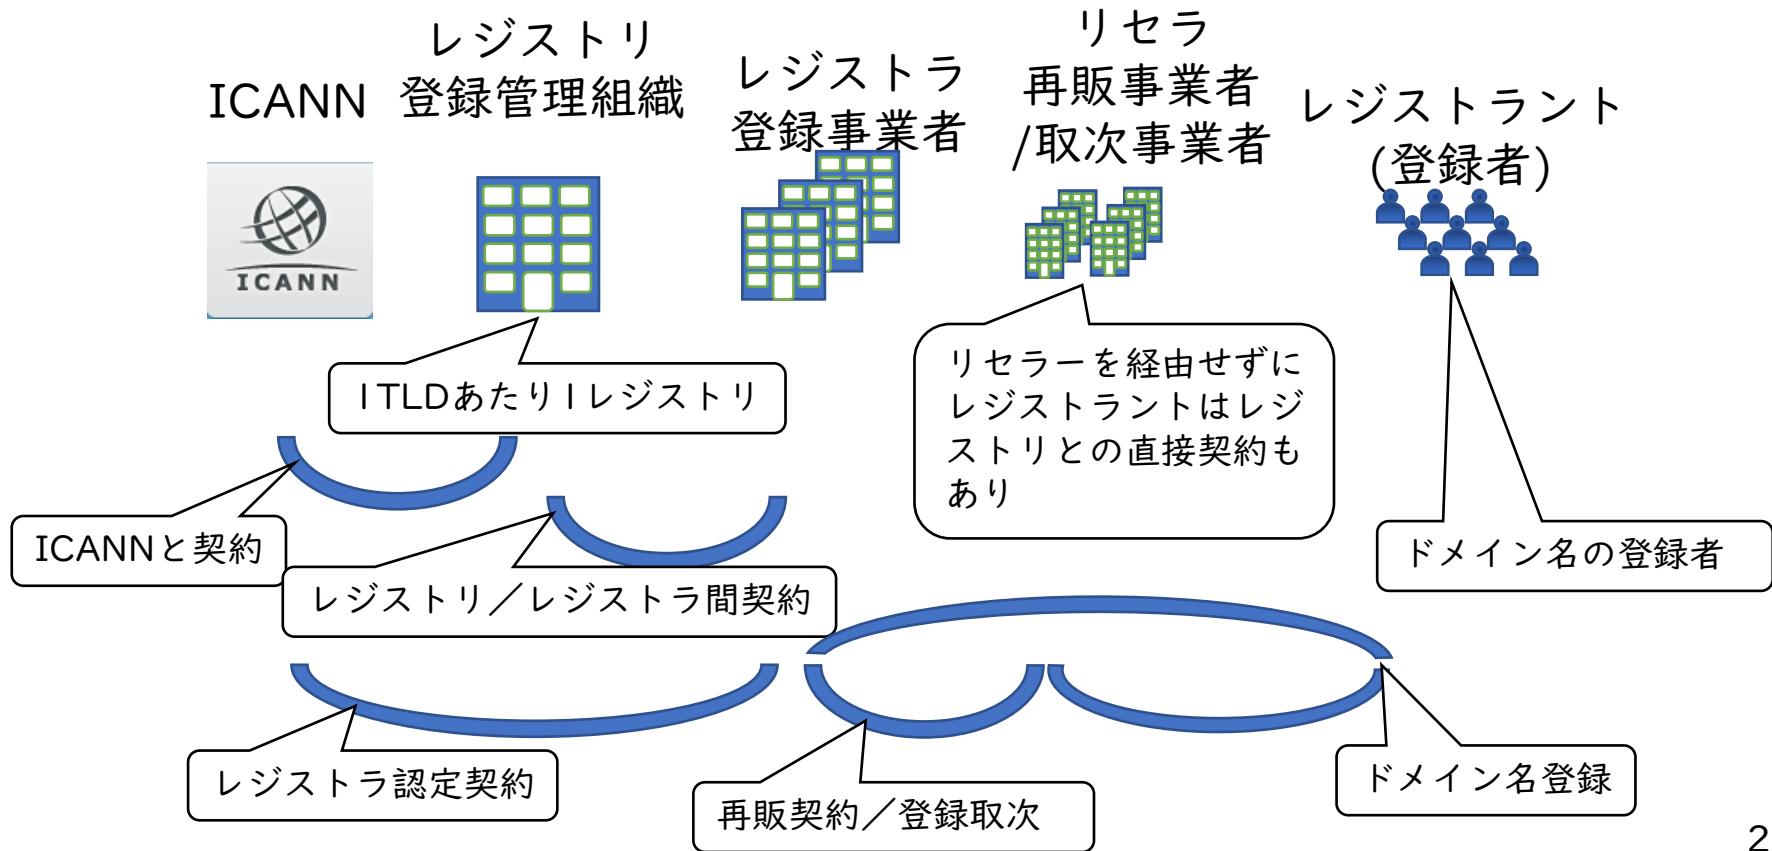 ICANN
レジストリ
登録管理組織
レジストラ
登録事業者
リセラ
再販事業者
/取次事業者
レジストラント
(登録者)
ICANN
1TLDあたり1レジストリ
リセラーを経由せずに
レジストラントはレジ
ストリとの直接契約も
あり
ICANNと契約
レジストリ／レジストラ間契約
ドメイン名の登録者
レジストラ認定契約
再販契約／登録取次
ドメイン名登録
2